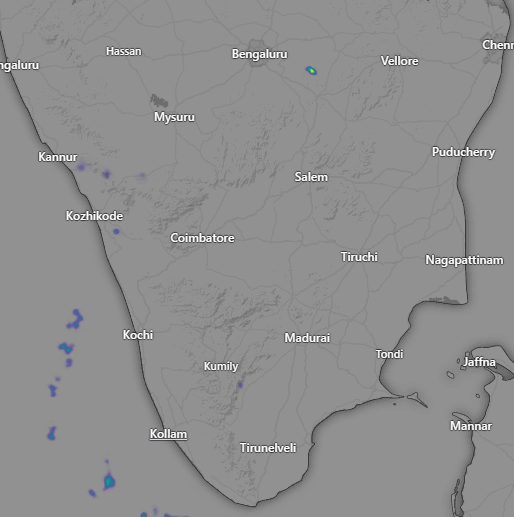 Hassan
Bengaluru
Chenn
ngaluru
Vellore
Mysuru
Kannur
Puducherry
Salem
Kozhikode
Coimbatore
Tiruchi
Nagapattinam
Kochi
Madurai
Tondi
Kumily
Jaffna
Kollam
Mannar
Tirunelveli